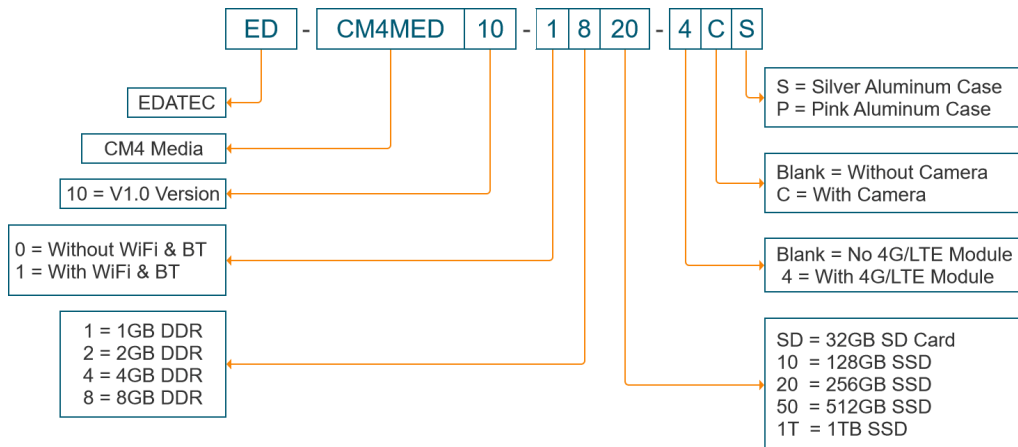 ED - CM4MED 10 - 1 8 20 - 4 C S
EDATEC
CM4 Media
10 = V1.0 Version
0 = Without WiFi & BT
1 = With WiFi & BT
1 = 1GB DDR
2 = 2GB DDR
4 = 4GB DDR
8 = 8GB DDR
S = Silver Aluminum Case
P = Pink Aluminum Case
Blank = Without Camera
C = With Camera
Blank = No 4G/LTE Module
4 = With 4G/LTE Module
SD = 32GB SD Card
10 = 128GB SSD
20 = 256GB SSD
50 = 512GB SSD
1T = 1TB SSD